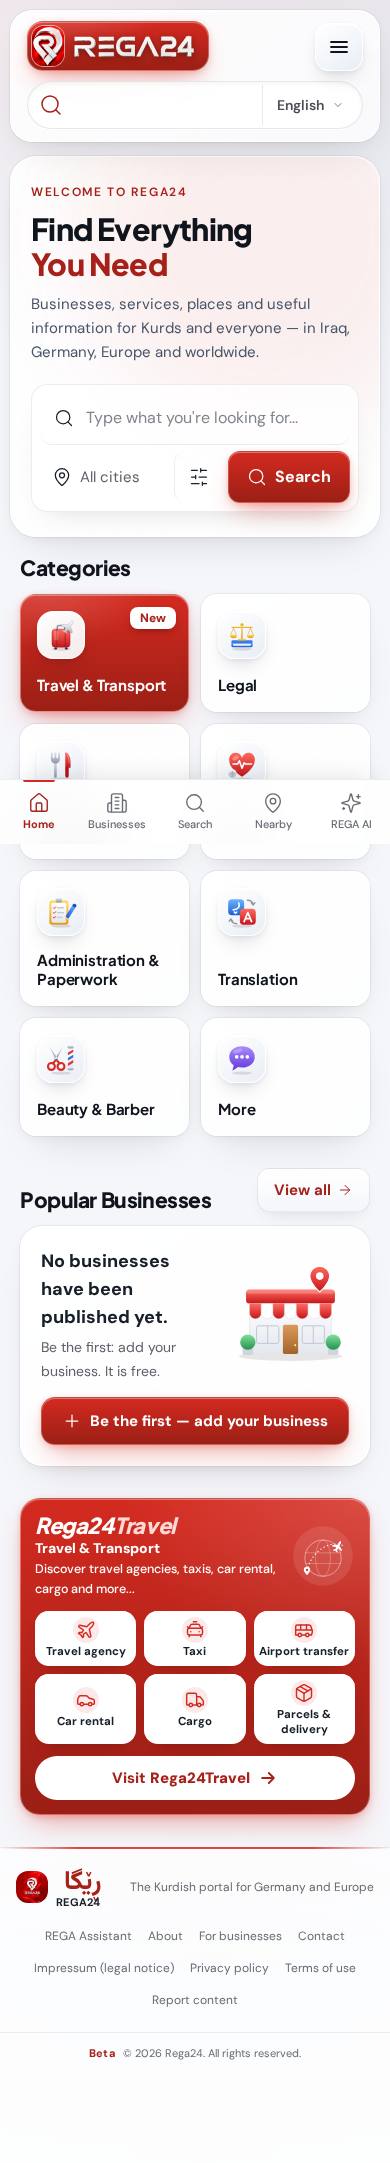 REGA24
English
WELCOME TO REGA24
Find Everything
You Need
Businesses, services, places and useful
information for Kurds and everyone — in Iraq,
Germany, Europe and worldwide.
Type what you're looking for...
All cities
Search
Categories
New
Travel & Transport
Legal
Home
Businesses
Search
Nearby
REGA AI
Administration &
Paperwork
Translation
Beauty & Barber
More
Popular Businesses
View all
No businesses
have been
published yet.
Be the first: add your
business. It is free.
Be the first — add your business
Rega24Travel
Travel & Transport
Discover travel agencies, taxis, car rental,
cargo and more...
Travel agency
Taxi
Airport transfer
Car rental
Cargo
Parcels &
delivery
Visit Rega24Travel
ڕێگا
REGA24
The Kurdish portal for Germany and Europe
REGA Assistant About For businesses Contact
Impressum (legal notice) Privacy policy Terms of use
Report content
Beta © 2026 Rega24. All rights reserved.